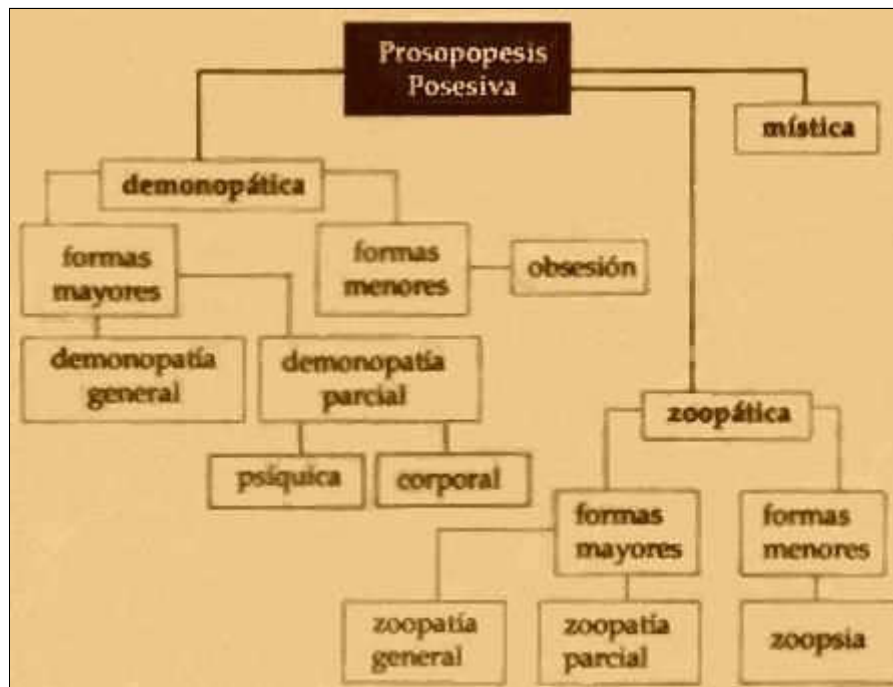 Prosopopesis
Posesiva
mística
demonopática
formas
mayores
formas
menores
obsesión
demonopatía
general
demonopatía
parcial
zoopática
psíquica
corporal
formas
mayores
formas
menores
zoopatía
general
zoopatía
parcial
zoopsia